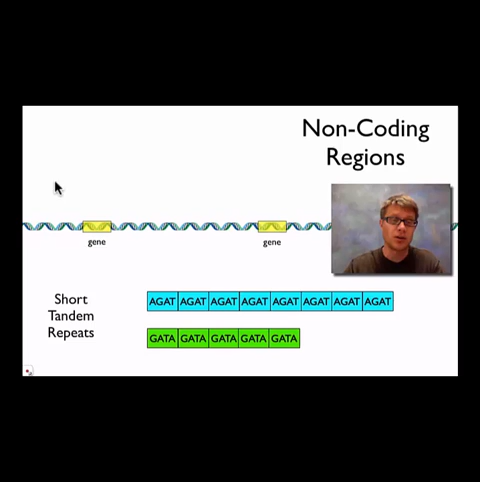 Non-Coding
Regions
gene gene
Short
Tandem
Repeats
AGAT AGAT AGAT AGAT AGAT AGAT AGAT AGAT
GATA GATA GATA GATA GATA